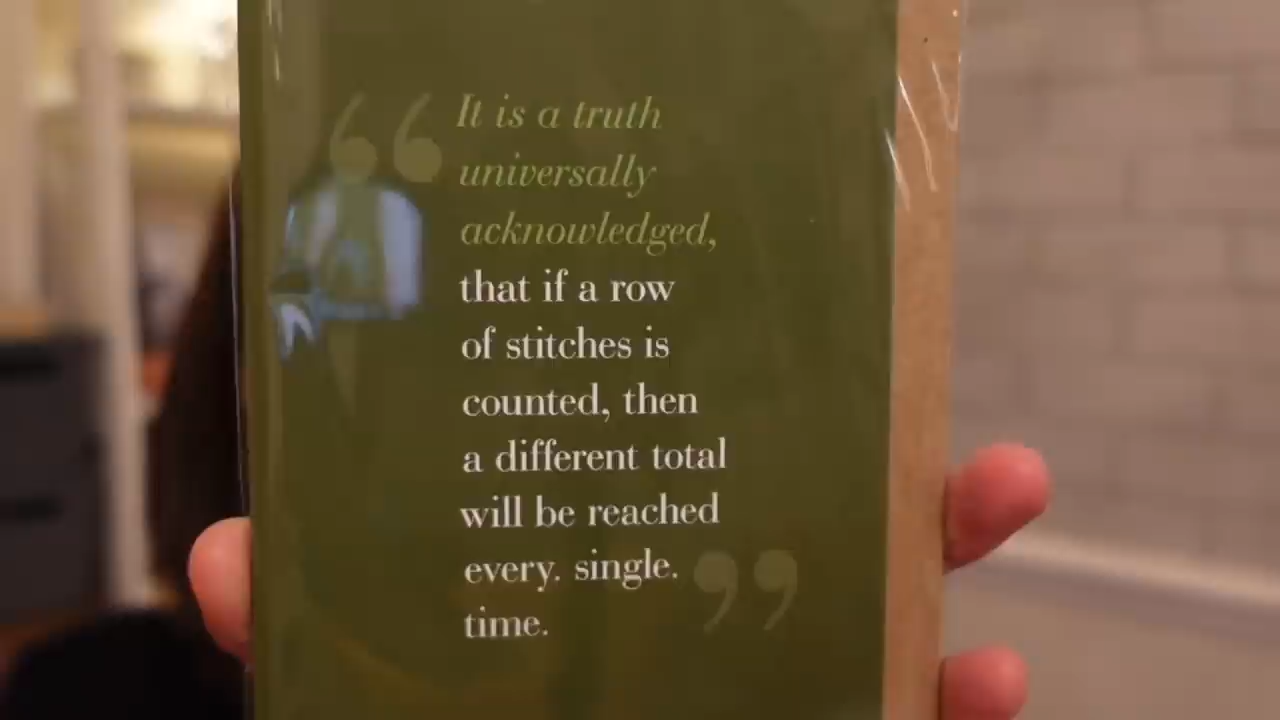 “ It is a truth
universally
acknowledged,
that if a row
of stitches is
counted, then
a different total
will be reached
every. single.
time. ”